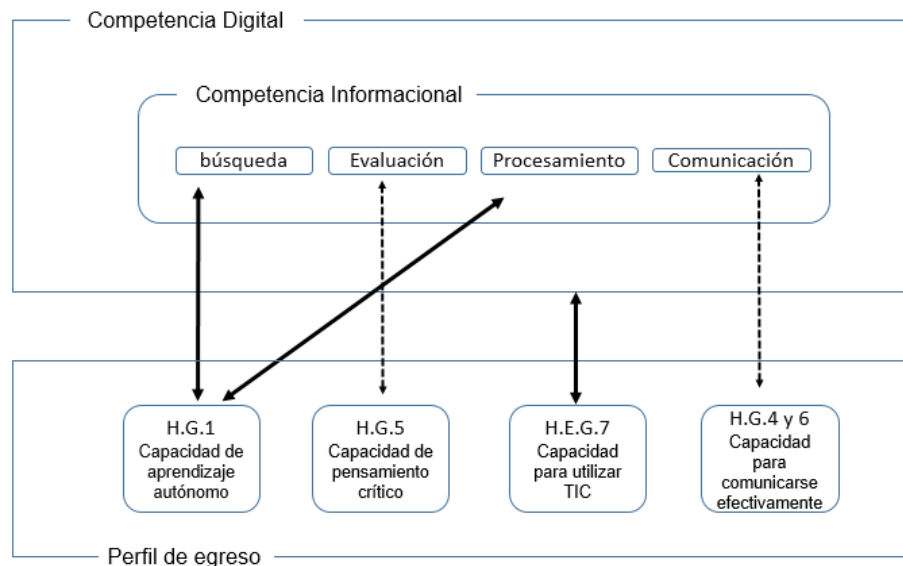 Competencia Digital
Competencia Informacional
búsqueda
Evaluación
Procesamiento
Comunicación
H.G.1
Capacidad de
aprendizaje
autónomo
H.G.5
Capacidad de
pensamiento
crítico
H.E.G.7
Capacidad
para utilizar
TIC
H.G.4 y 6
Capacidad
para
comunicarse
efectivamente
Perfil de egreso